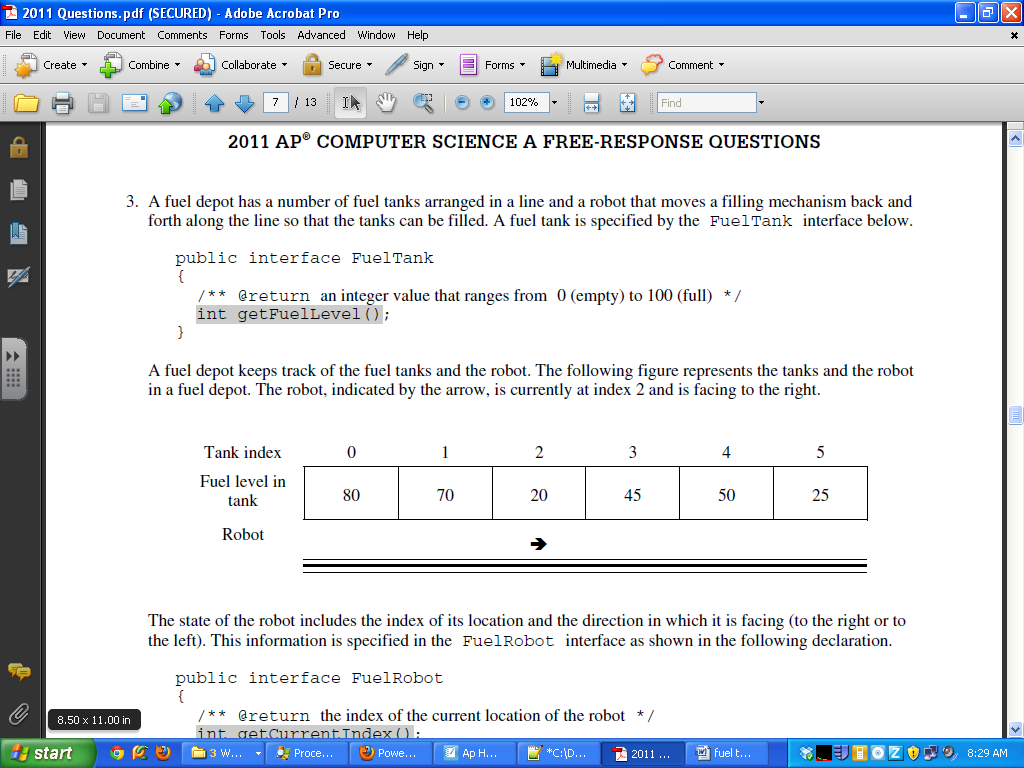 2011 Questions.pdf (SECURED) - Adobe Acrobat Pro
File Edit View Document Comments Forms Tools Advanced Window Help
Create Combine Collaborate Secure Sign Forms Multimedia Comment
7 / 13 102% Find
2011 AP® COMPUTER SCIENCE A FREE-RESPONSE QUESTIONS
3. A fuel depot has a number of fuel tanks arranged in a line and a robot that moves a filling mechanism back and
forth along the line so that the tanks can be filled. A fuel tank is specified by the FuelTank interface below.
public interface FuelTank
{
/** @return an integer value that ranges from 0 (empty) to 100 (full) */
int getFuelLevel();
}
A fuel depot keeps track of the fuel tanks and the robot. The following figure represents the tanks and the robot
in a fuel depot. The robot, indicated by the arrow, is currently at index 2 and is facing to the right.
Tank index 0 1 2 3 4 5
Fuel level in
tank 80 70 20 45 50 25
Robot
The state of the robot includes the index of its location and the direction in which it is facing (to the right or to
the left). This information is specified in the FuelRobot interface as shown in the following declaration.
public interface FuelRobot
{
/** @return the index of the current location of the robot */
int getCurrentIndex();
8.50 x 11.00 in
start 3 W... Proce... Powe... Ap H... *C:\D... 2011 ... fuel t... 8:29 AM